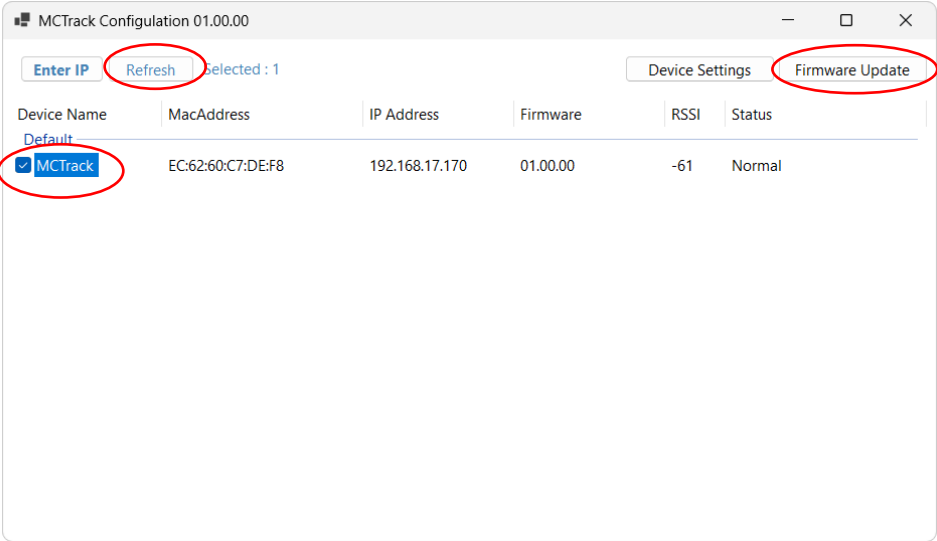 MCTrack Configulation 01.00.00
Enter IP Refresh Selected : 1 Device Settings Firmware Update
Device Name MacAddress IP Address Firmware RSSI Status
Default
MCTrack EC:62:60:C7:DE:F8 192.168.17.170 01.00.00 -61 Normal